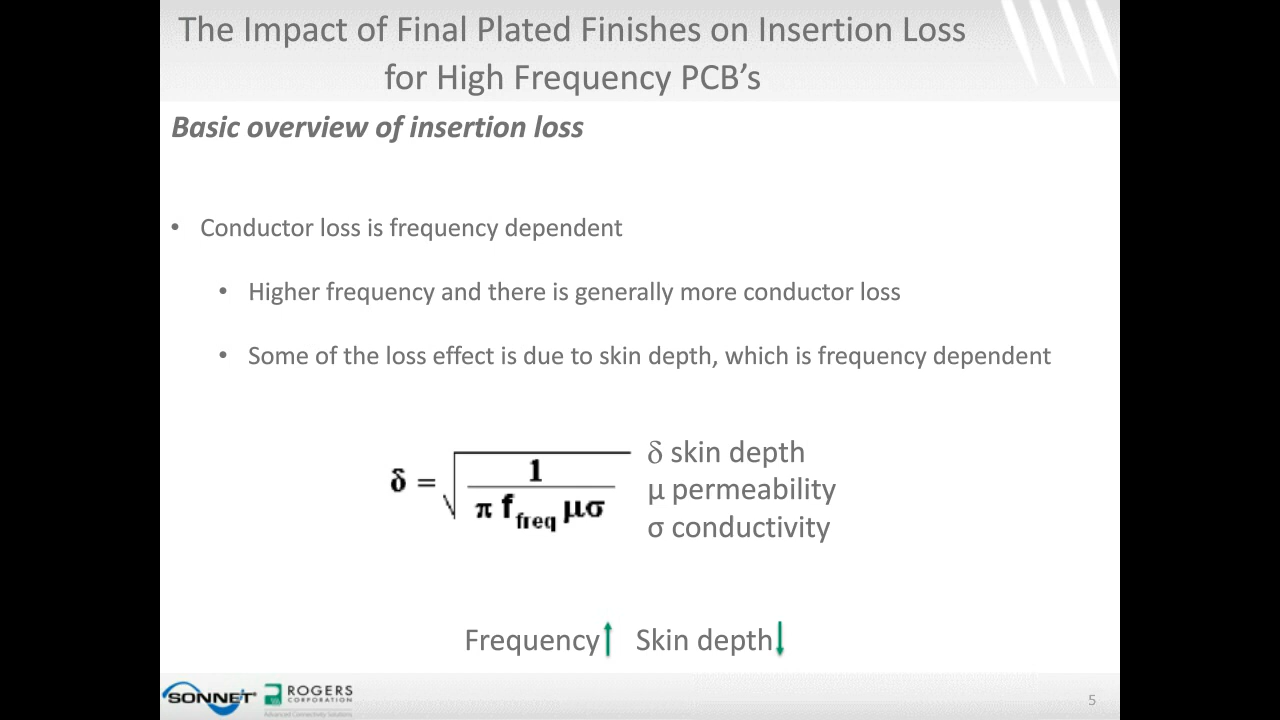 The Impact of Final Plated Finishes on Insertion Loss
for High Frequency PCB's
Basic overview of insertion loss
• Conductor loss is frequency dependent
• Higher frequency and there is generally more conductor loss
• Some of the loss effect is due to skin depth, which is frequency dependent
δ = √(1 / (π f_freq μσ))
δ skin depth
μ permeability
σ conductivity
Frequency↑ Skin depth↓
SONNET ROGERS
CORPORATION
Advanced Connectivity Solutions
5